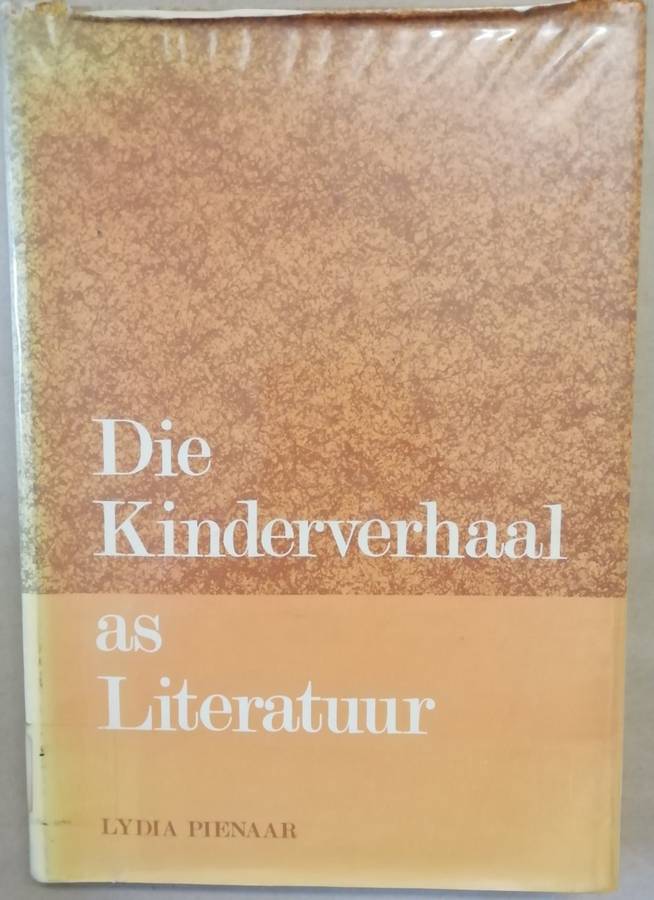 Die
Kinderverhaal
as
Literatuur
LYDIA PIENAAR